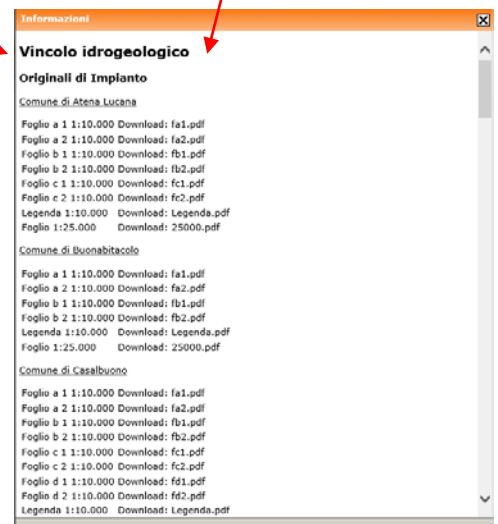 Informazioni
Vincolo idrogeologico
Originali di Impianto
Comune di Atena Lucana
Foglio a 1 1:10.000 Download: fa1.pdf
Foglio a 2 1:10.000 Download: fa2.pdf
Foglio b 1 1:10.000 Download: fb1.pdf
Foglio b 2 1:10.000 Download: fb2.pdf
Foglio c 1 1:10.000 Download: fc1.pdf
Foglio c 2 1:10.000 Download: fc2.pdf
Legenda 1:10.000 Download: Legenda.pdf
Foglio 1:25.000 Download: 25000.pdf
Comune di Buonabitacolo
Foglio a 1 1:10.000 Download: fa1.pdf
Foglio a 2 1:10.000 Download: fa2.pdf
Foglio b 1 1:10.000 Download: fb1.pdf
Foglio b 2 1:10.000 Download: fb2.pdf
Legenda 1:10.000 Download: Legenda.pdf
Foglio 1:25.000 Download: 25000.pdf
Comune di Casalbuono
Foglio a 1 1:10.000 Download: fa1.pdf
Foglio a 2 1:10.000 Download: fa2.pdf
Foglio b 1 1:10.000 Download: fb1.pdf
Foglio b 2 1:10.000 Download: fb2.pdf
Foglio c 1 1:10.000 Download: fc1.pdf
Foglio c 2 1:10.000 Download: fc2.pdf
Foglio d 1 1:10.000 Download: fd1.pdf
Foglio d 2 1:10.000 Download: fd2.pdf
Legenda 1:10.000 Download: Legenda.pdf